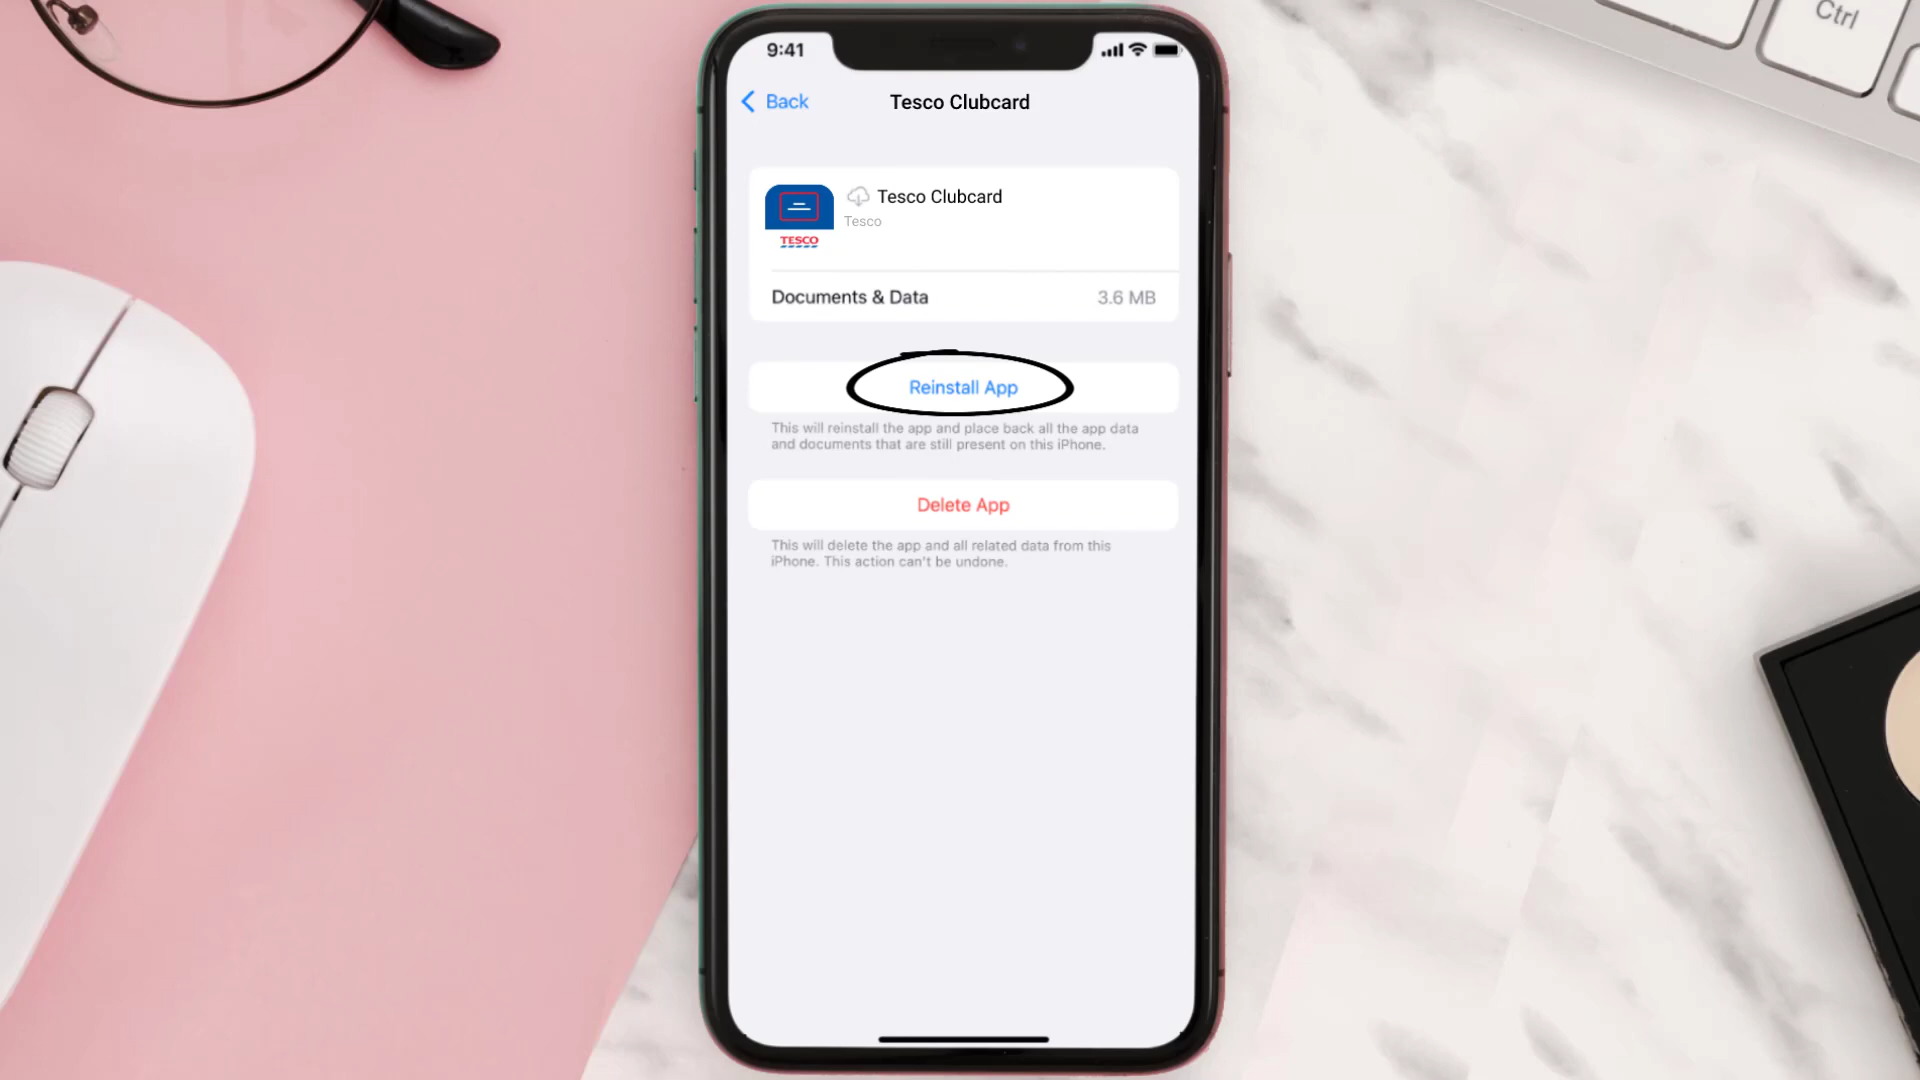 Ctrl
9:41
Back
Tesco Clubcard
Tesco Clubcard
Tesco
TESCO
Documents & Data 3.6 MB
Reinstall App
This will reinstall the app and place back all the app data
and documents that are still present on this iPhone.
Delete App
This will delete the app and all related data from this
iPhone. This action can't be undone.